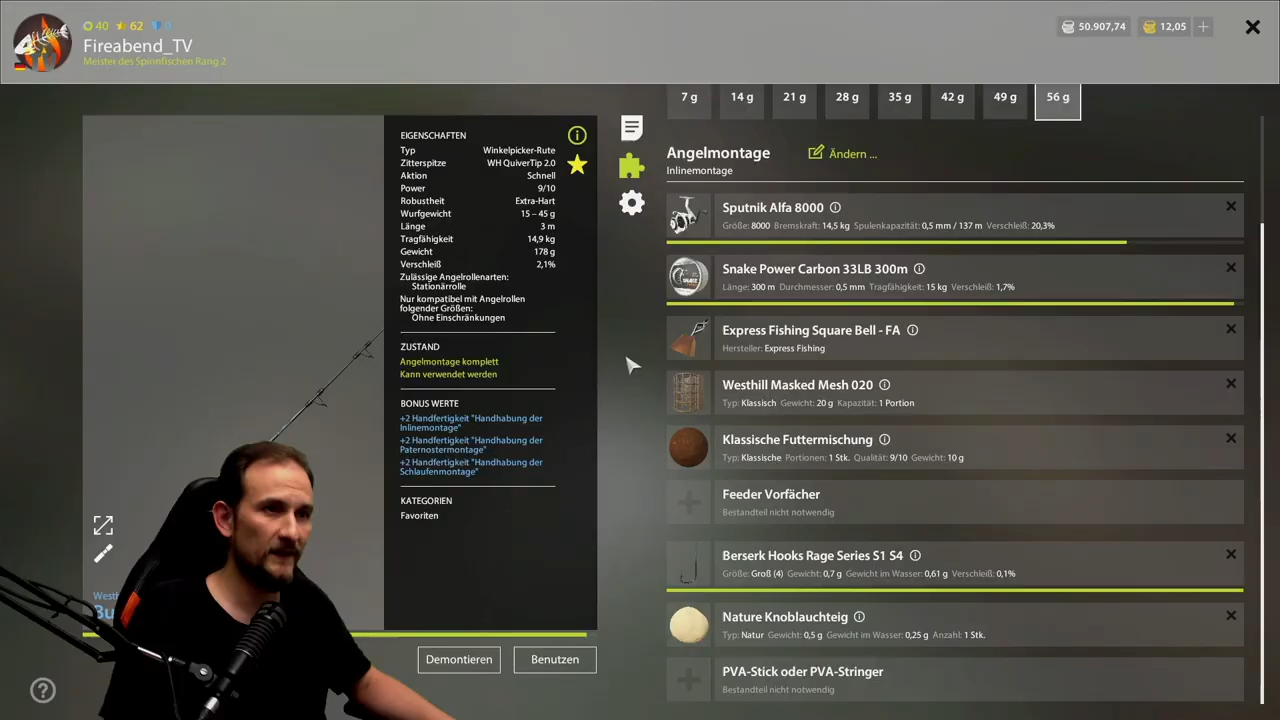 40 62 0
Fireabend_TV
Meister des Spinnfischen Rang 2
50.907,74
12,05
7 g
14 g
21 g
28 g
35 g
42 g
49 g
56 g
EIGENSCHAFTEN
Typ Winkelpicker-Rute
Zitterspitze WH QuiverTip 2.0
Aktion Schnell
Power 9/10
Robustheit Extra-Hart
Wurfgewicht 15 – 45 g
Länge 3 m
Tragfähigkeit 14,9 kg
Gewicht 178 g
Verschleiß 2,1%
Zulässige Angelrollenarten:
Stationärrolle
Nur kompatibel mit Angelrollen
folgender Größen:
Ohne Einschränkungen
ZUSTAND
Angelmontage komplett
Kann verwendet werden
BONUS WERTE
+2 Handfertigkeit "Handhabung der
Inlinemontage"
+2 Handfertigkeit "Handhabung der
Paternostermontage"
+2 Handfertigkeit "Handhabung der
Schlaufenmontage"
KATEGORIEN
Favoriten
Demontieren
Benutzen
Angelmontage
Ändern ...
Inlinemontage
Sputnik Alfa 8000
Größe: 8000 Bremskraft: 14,5 kg Spulenkapazität: 0,5 mm / 137 m Verschleiß: 20,3%
Snake Power Carbon 33LB 300m
Länge: 300 m Durchmesser: 0,5 mm Tragfähigkeit: 15 kg Verschleiß: 1,7%
Express Fishing Square Bell - FA
Hersteller: Express Fishing
Westhill Masked Mesh 020
Typ: Klassisch Gewicht: 20 g Kapazität: 1 Portion
Klassische Futtermischung
Typ: Klassische Portionen: 1 Stk. Qualität: 9/10 Gewicht: 10 g
Feeder Vorfächer
Bestandteil nicht notwendig
Berserk Hooks Rage Series S1 S4
Größe: Groß (4) Gewicht: 0,7 g Gewicht im Wasser: 0,61 g Verschleiß: 0,1%
Nature Knoblauchteig
Typ: Natur Gewicht: 0,5 g Gewicht im Wasser: 0,25 g Anzahl: 1 Stk.
PVA-Stick oder PVA-Stringer
Bestandteil nicht notwendig